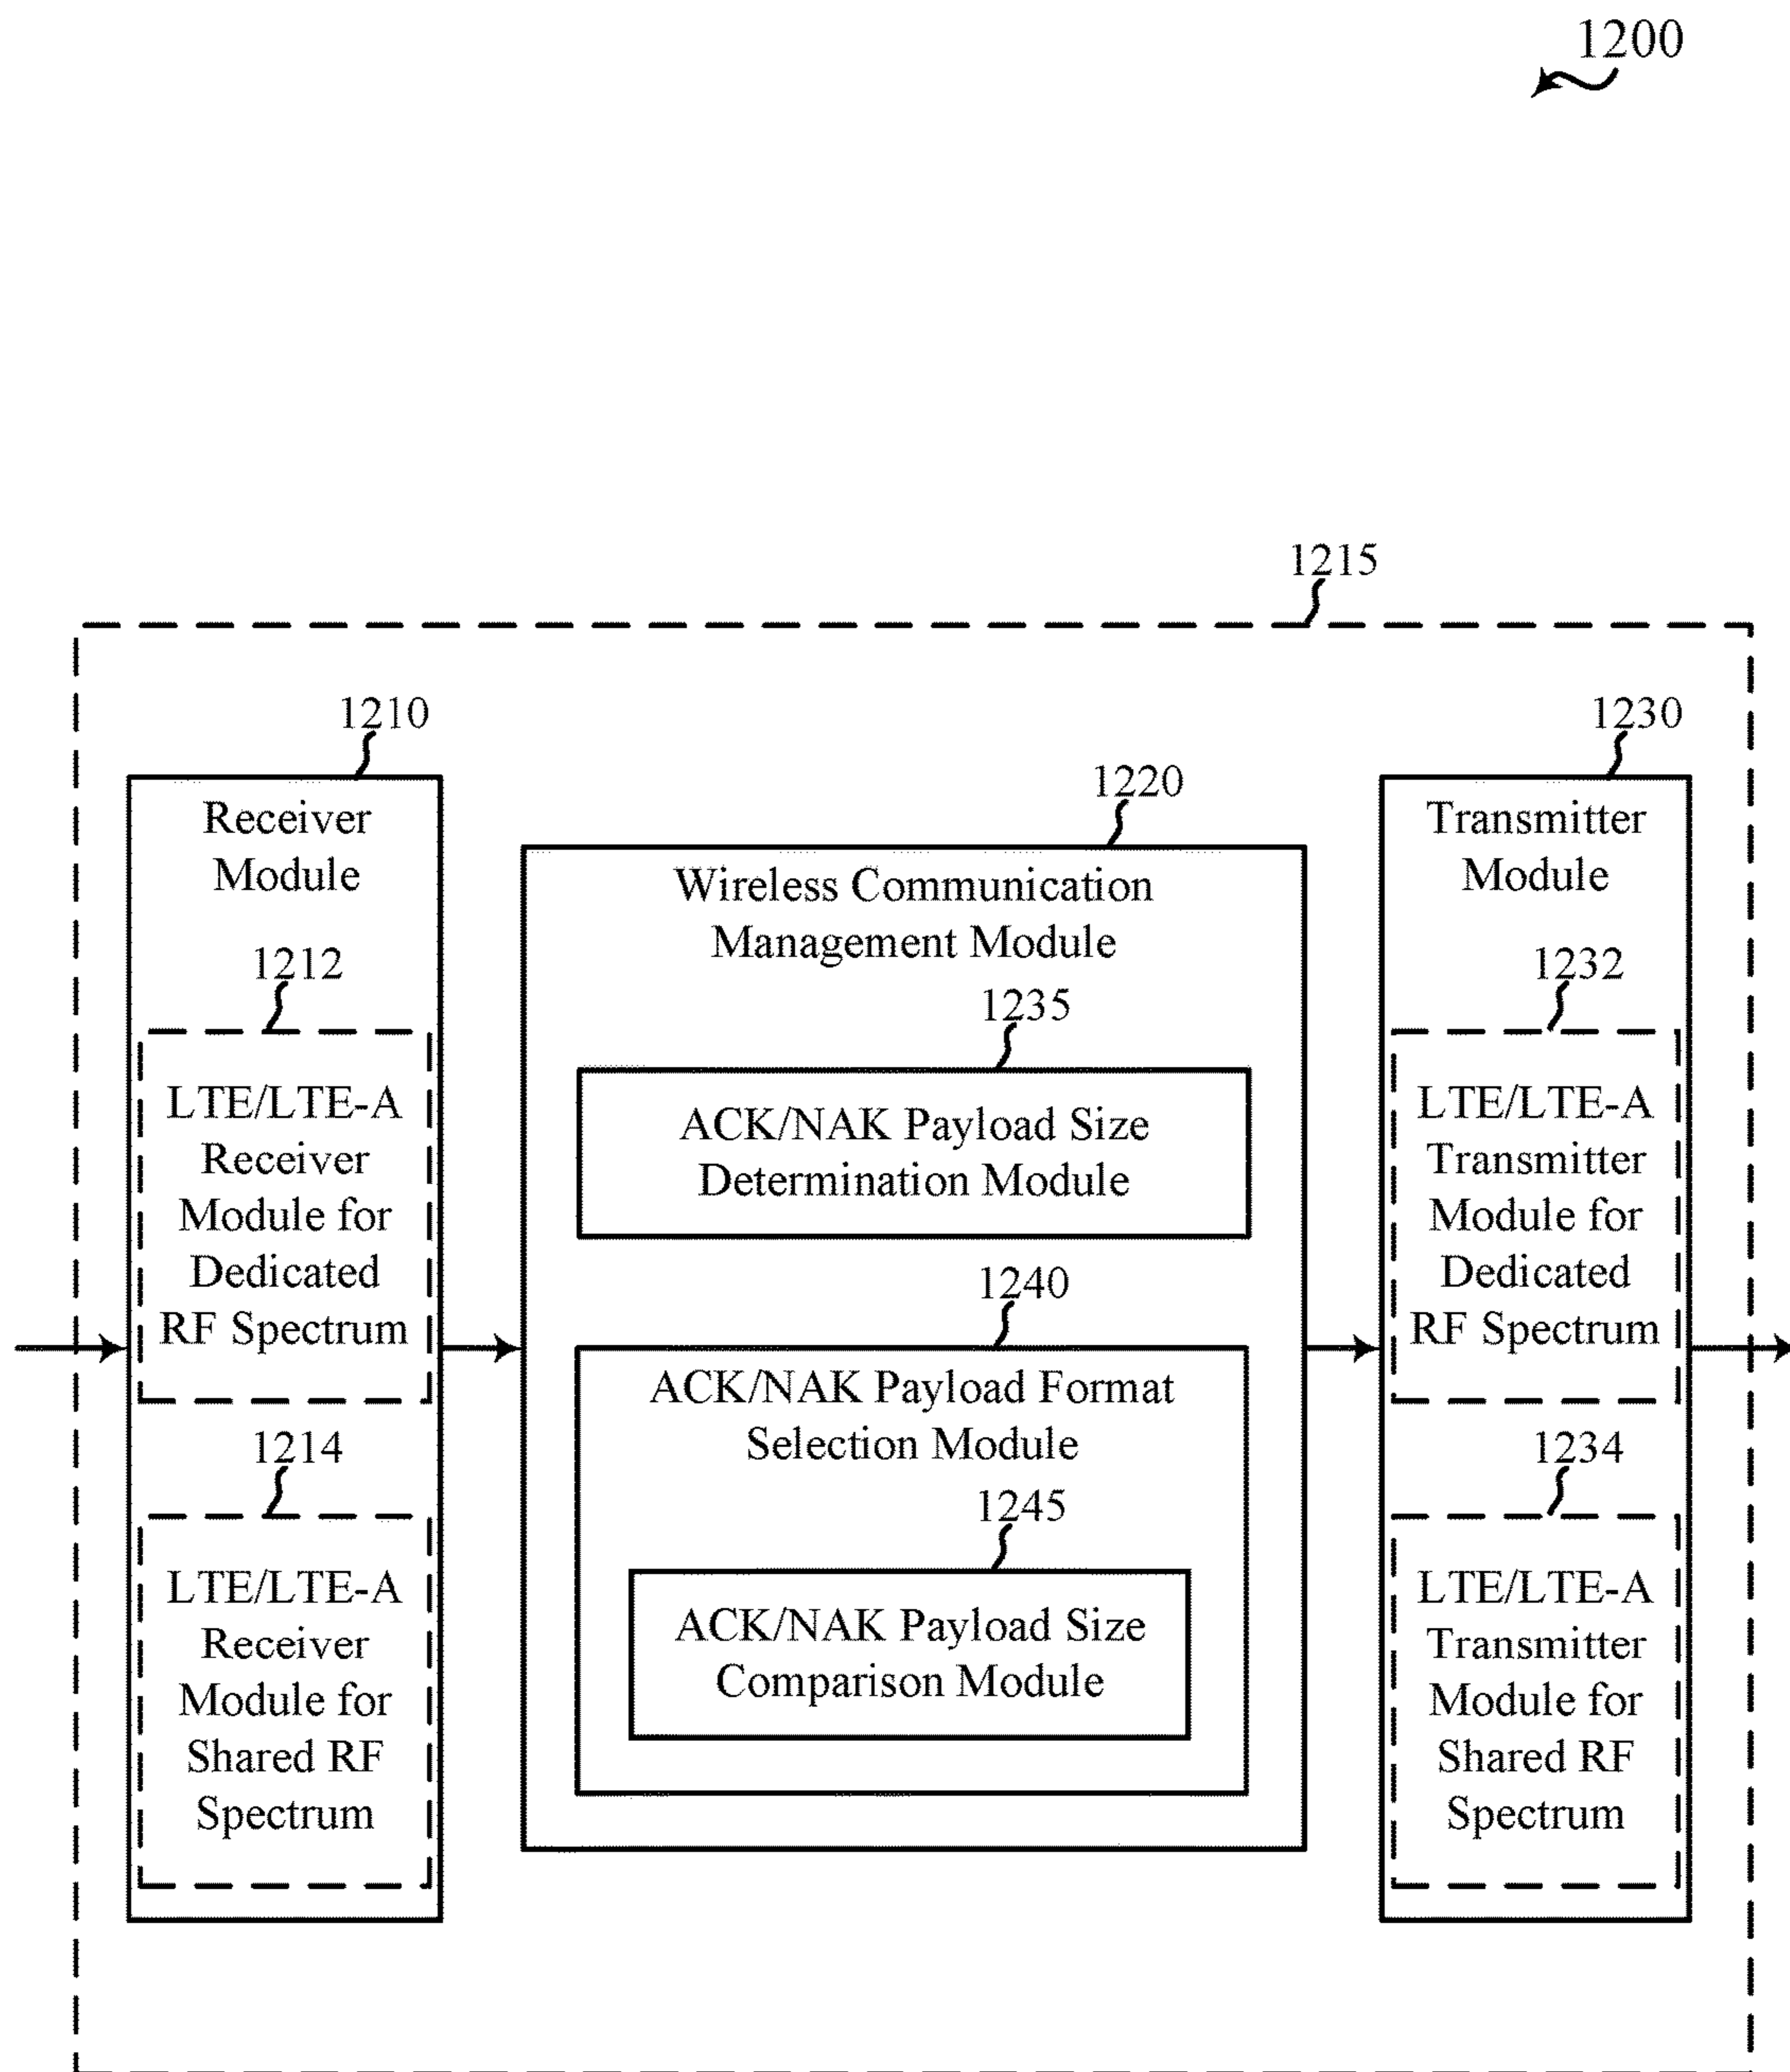 1200
1215
1210
Receiver
Module
1212
LTE/LTE-A
Receiver
Module for
Dedicated
RF Spectrum
1214
LTE/LTE-A
Receiver
Module for
Shared RF
Spectrum
1220
Wireless Communication
Management Module
1235
ACK/NAK Payload Size
Determination Module
1240
ACK/NAK Payload Format
Selection Module
1245
ACK/NAK Payload Size
Comparison Module
1230
Transmitter
Module
1232
LTE/LTE-A
Transmitter
Module for
Dedicated
RF Spectrum
1234
LTE/LTE-A
Transmitter
Module for
Shared RF
Spectrum